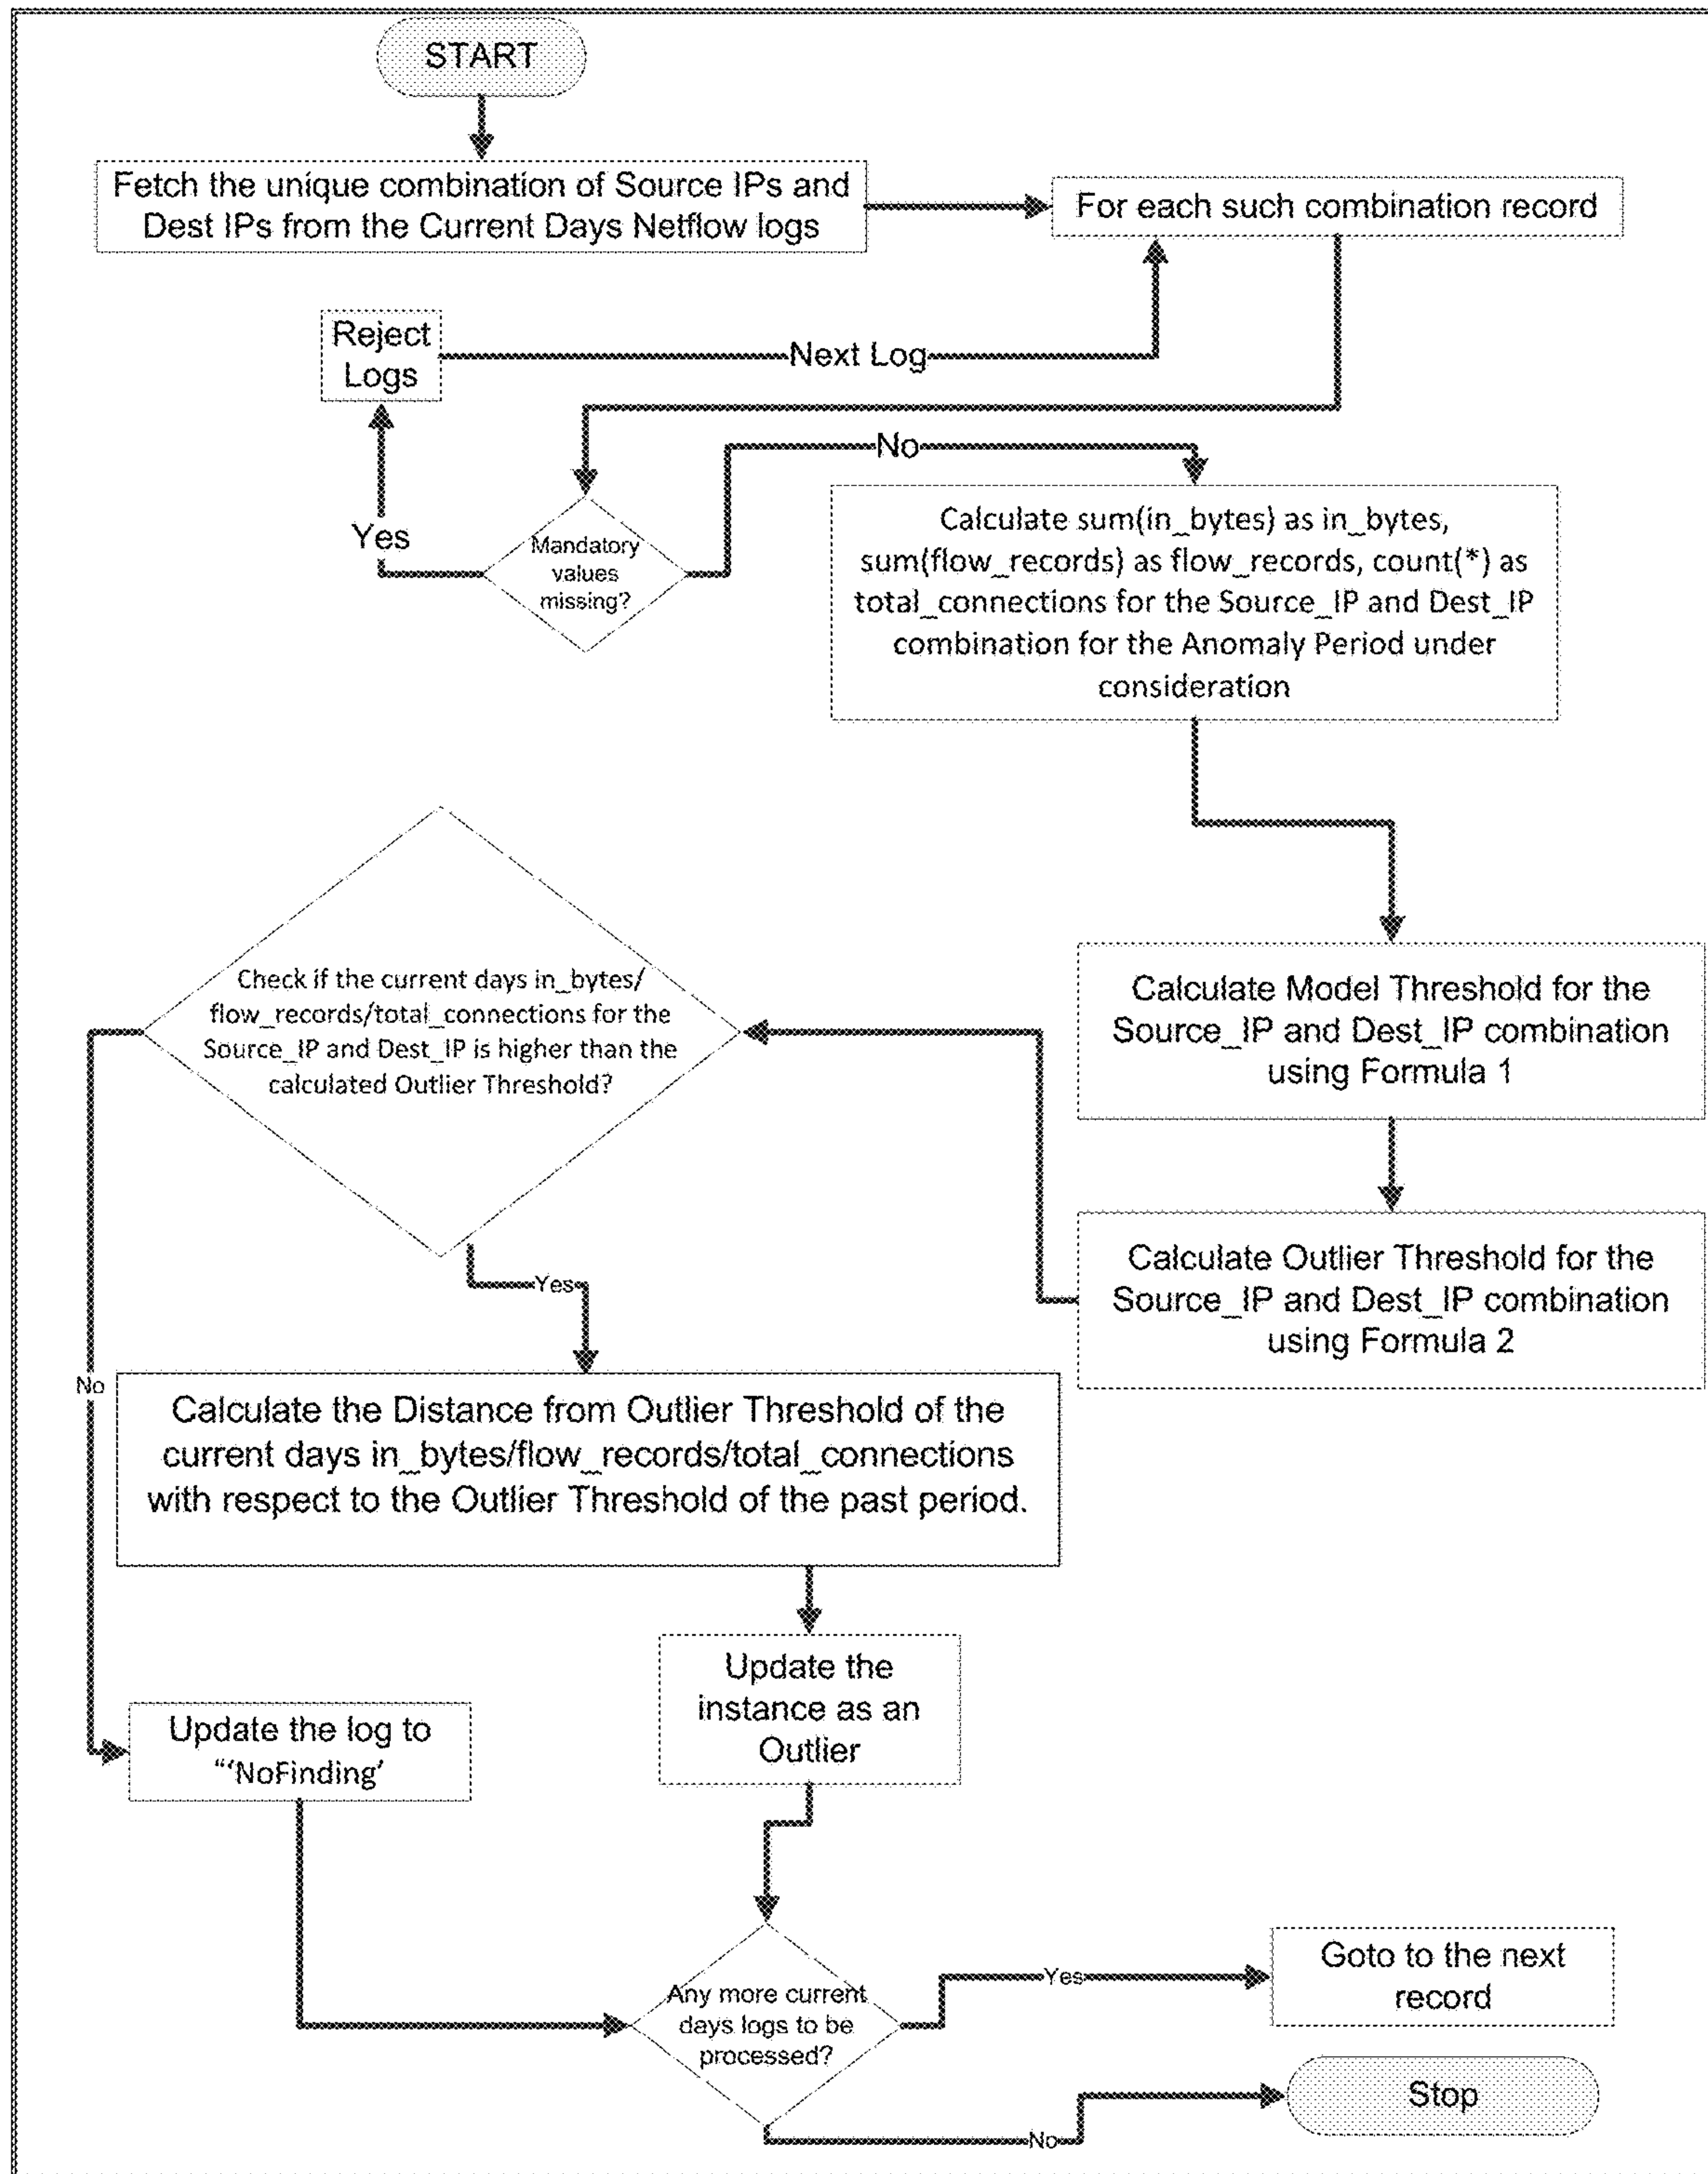 START
Fetch the unique combination of Source IPs and
Dest IPs from the Current Days Netflow logs
For each such combination record
Reject
Logs
Next Log
No
Yes
Mandatory
values
missing?
Calculate sum(in_bytes) as in_bytes,
sum(flow_records) as flow_records, count(*) as
total_connections for the Source_IP and Dest_IP
combination for the Anomaly Period under
consideration
Check if the current days in_bytes/
flow_records/total_connections for the
Source_IP and Dest_IP is higher than the
calculated Outlier Threshold?
Calculate Model Threshold for the
Source_IP and Dest_IP combination
using Formula 1
Calculate Outlier Threshold for the
Source_IP and Dest_IP combination
using Formula 2
Yes
No
Calculate the Distance from Outlier Threshold of the
current days in_bytes/flow_records/total_connections
with respect to the Outlier Threshold of the past period.
Update the
instance as an
Outlier
Update the log to
“‘NoFinding’
Any more current
days logs to be
processed?
Yes
Goto to the next
record
No
Stop